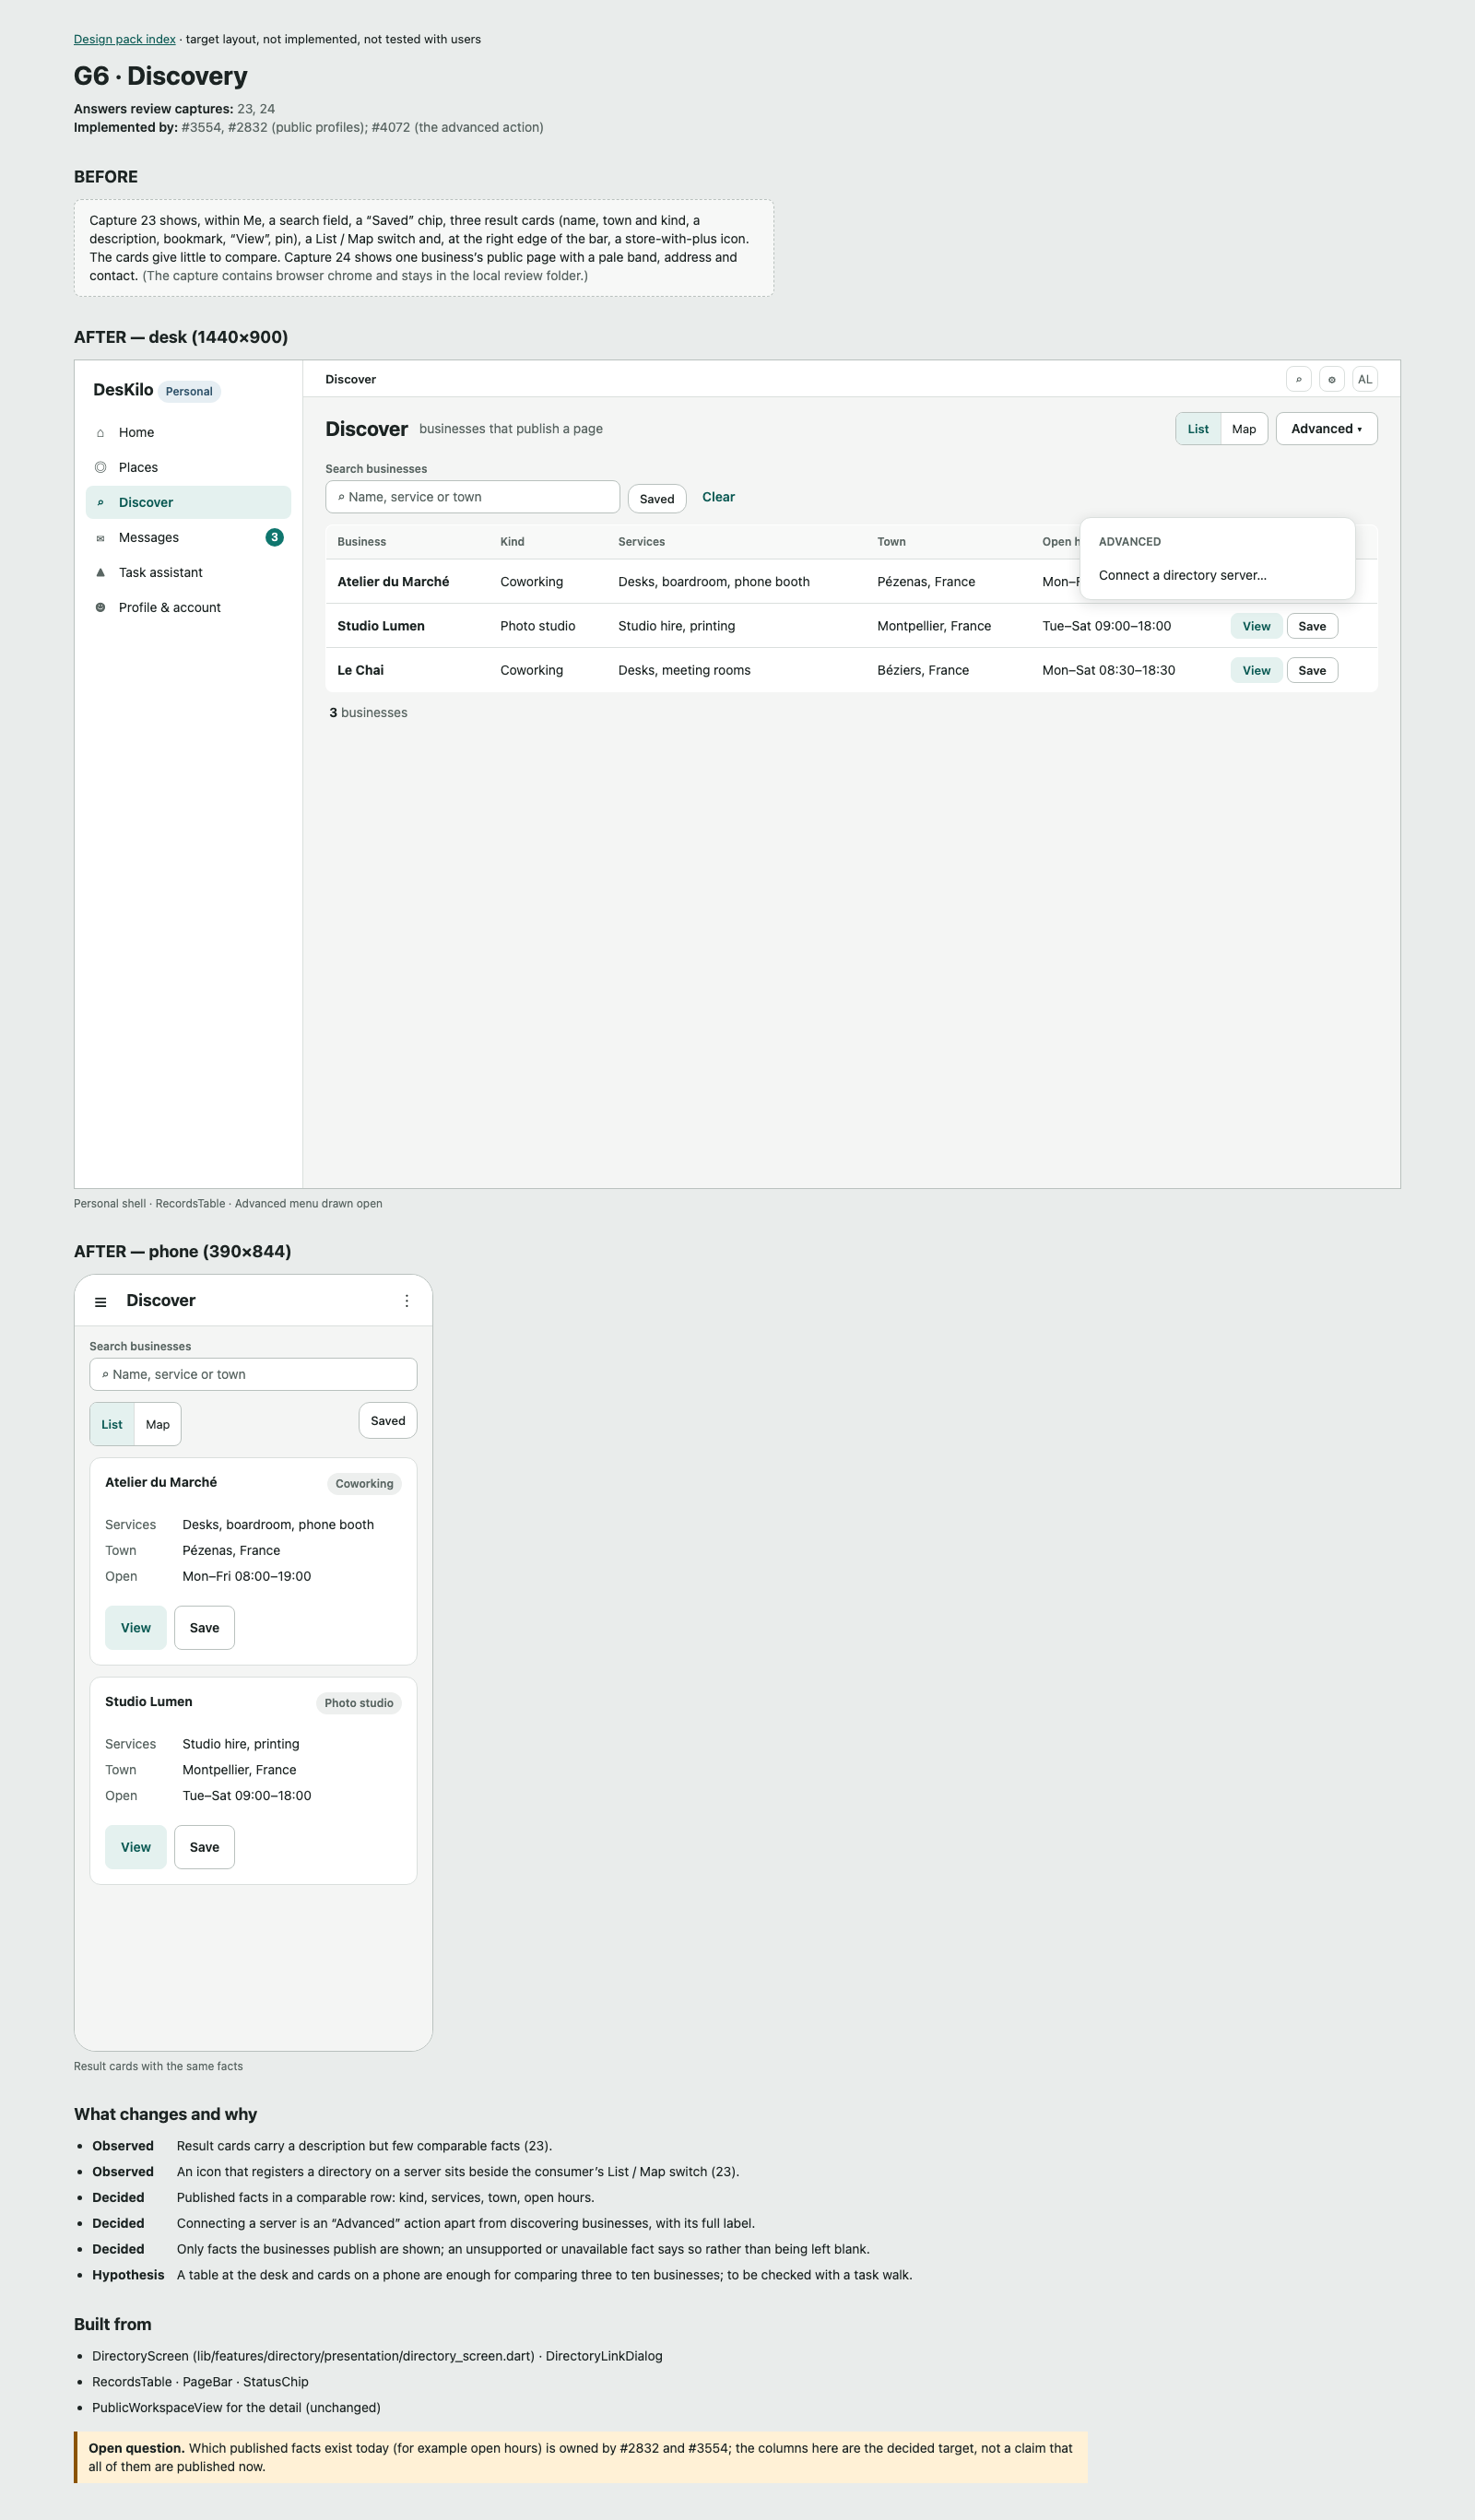 Design pack index · target layout, not implemented, not tested with users
G6 · Discovery
Answers review captures: 23, 24
Implemented by: #3554, #2832 (public profiles); #4072 (the advanced action)
BEFORE
Capture 23 shows, within Me, a search field, a “Saved” chip, three result cards (name, town and kind, a
description, bookmark, “View”, pin), a List / Map switch and, at the right edge of the bar, a store-with-plus icon.
The cards give little to compare. Capture 24 shows one business’s public page with a pale band, address and
contact. (The capture contains browser chrome and stays in the local review folder.)
AFTER — desk (1440×900)
DesKilo Personal
Home
Places
Discover
Messages 3
Task assistant
Profile & account
Discover
AL
Discover businesses that publish a page
List Map Advanced ▾
Search businesses
Name, service or town Saved Clear
Business Kind Services Town Open h
ADVANCED
Connect a directory server…
Atelier du Marché Coworking Desks, boardroom, phone booth Pézenas, France Mon–F
Studio Lumen Photo studio Studio hire, printing Montpellier, France Tue–Sat 09:00–18:00 View Save
Le Chai Coworking Desks, meeting rooms Béziers, France Mon–Sat 08:30–18:30 View Save
3 businesses
Personal shell · RecordsTable · Advanced menu drawn open
AFTER — phone (390×844)
≡ Discover ⋮
Search businesses
Name, service or town
List Map Saved
Atelier du Marché Coworking
Services Desks, boardroom, phone booth
Town Pézenas, France
Open Mon–Fri 08:00–19:00
View Save
Studio Lumen Photo studio
Services Studio hire, printing
Town Montpellier, France
Open Tue–Sat 09:00–18:00
View Save
Result cards with the same facts
What changes and why
• Observed Result cards carry a description but few comparable facts (23).
• Observed An icon that registers a directory on a server sits beside the consumer’s List / Map switch (23).
• Decided Published facts in a comparable row: kind, services, town, open hours.
• Decided Connecting a server is an “Advanced” action apart from discovering businesses, with its full label.
• Decided Only facts the businesses publish are shown; an unsupported or unavailable fact says so rather than being left blank.
• Hypothesis A table at the desk and cards on a phone are enough for comparing three to ten businesses; to be checked with a task walk.
Built from
• DirectoryScreen (lib/features/directory/presentation/directory_screen.dart) · DirectoryLinkDialog
• RecordsTable · PageBar · StatusChip
• PublicWorkspaceView for the detail (unchanged)
Open question. Which published facts exist today (for example open hours) is owned by #2832 and #3554; the columns here are the decided target, not a claim that
all of them are published now.